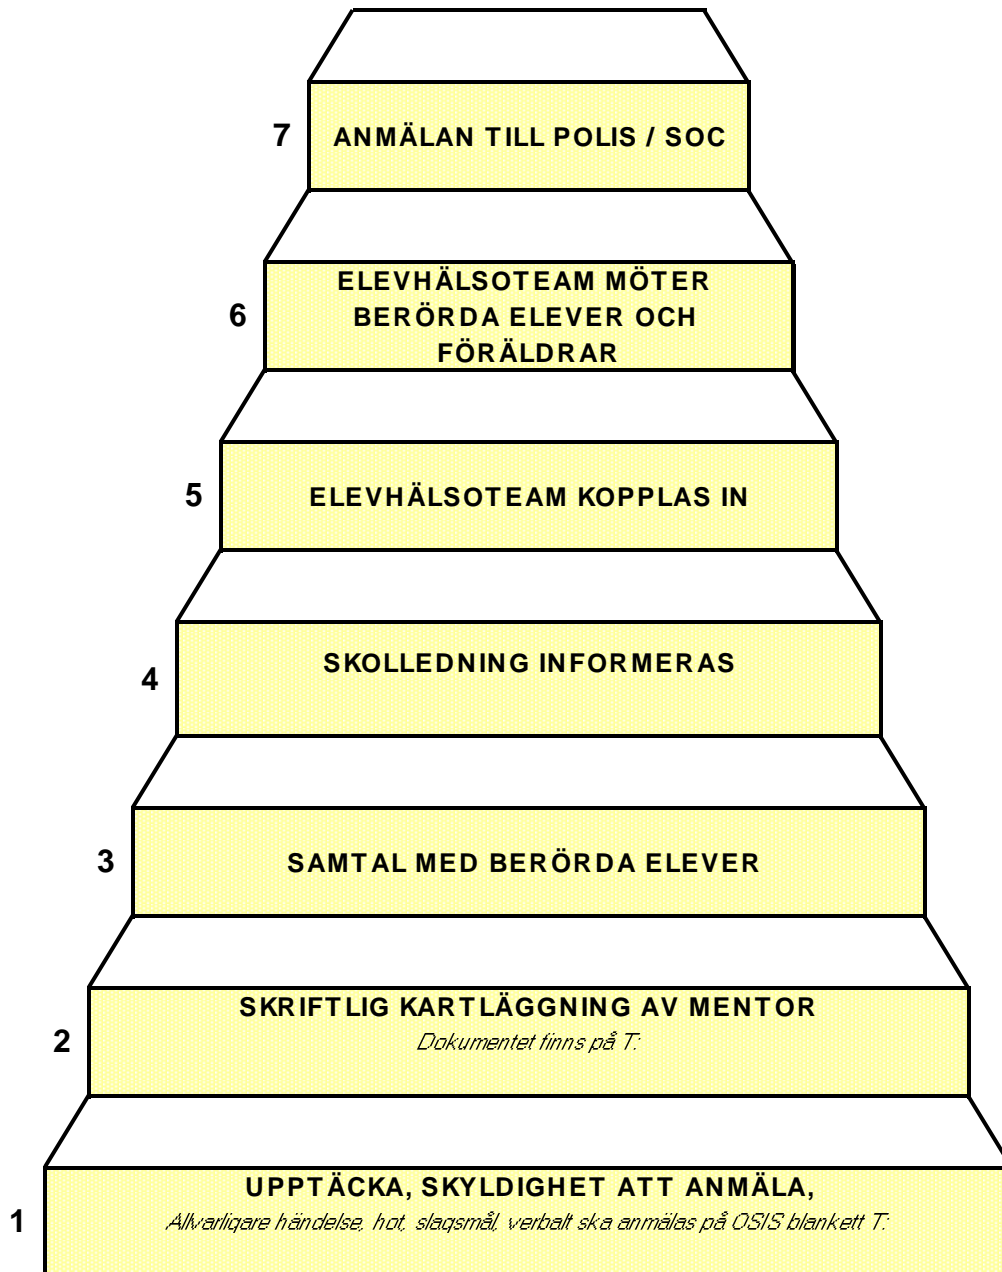 7
ANMÄLAN TILL POLIS / SOC
6
ELEVHÄLSOTEAM MÖTER
BERÖRDA ELEVER OCH
FÖRÄLDRAR
5
ELEVHÄLSOTEAM KOPPLAS IN
4
SKOLLEDNING INFORMERAS
3
SAMTAL MED BERÖRDA ELEVER
2
SKRIFTLIG KARTLÄGGNING AV MENTOR
Dokumentet finns på T:
1
UPPTÄCKA, SKYLDIGHET ATT ANMÄLA,
Allvarligare händelse, hot, slagsmål, verbalt ska anmälas på OSIS blankett T: